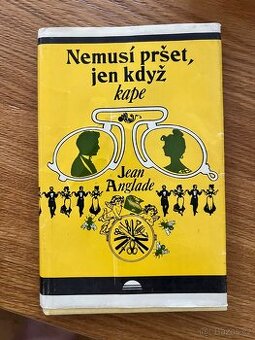 Nemusí pršet,
jen když
kape
Jean
Anglade